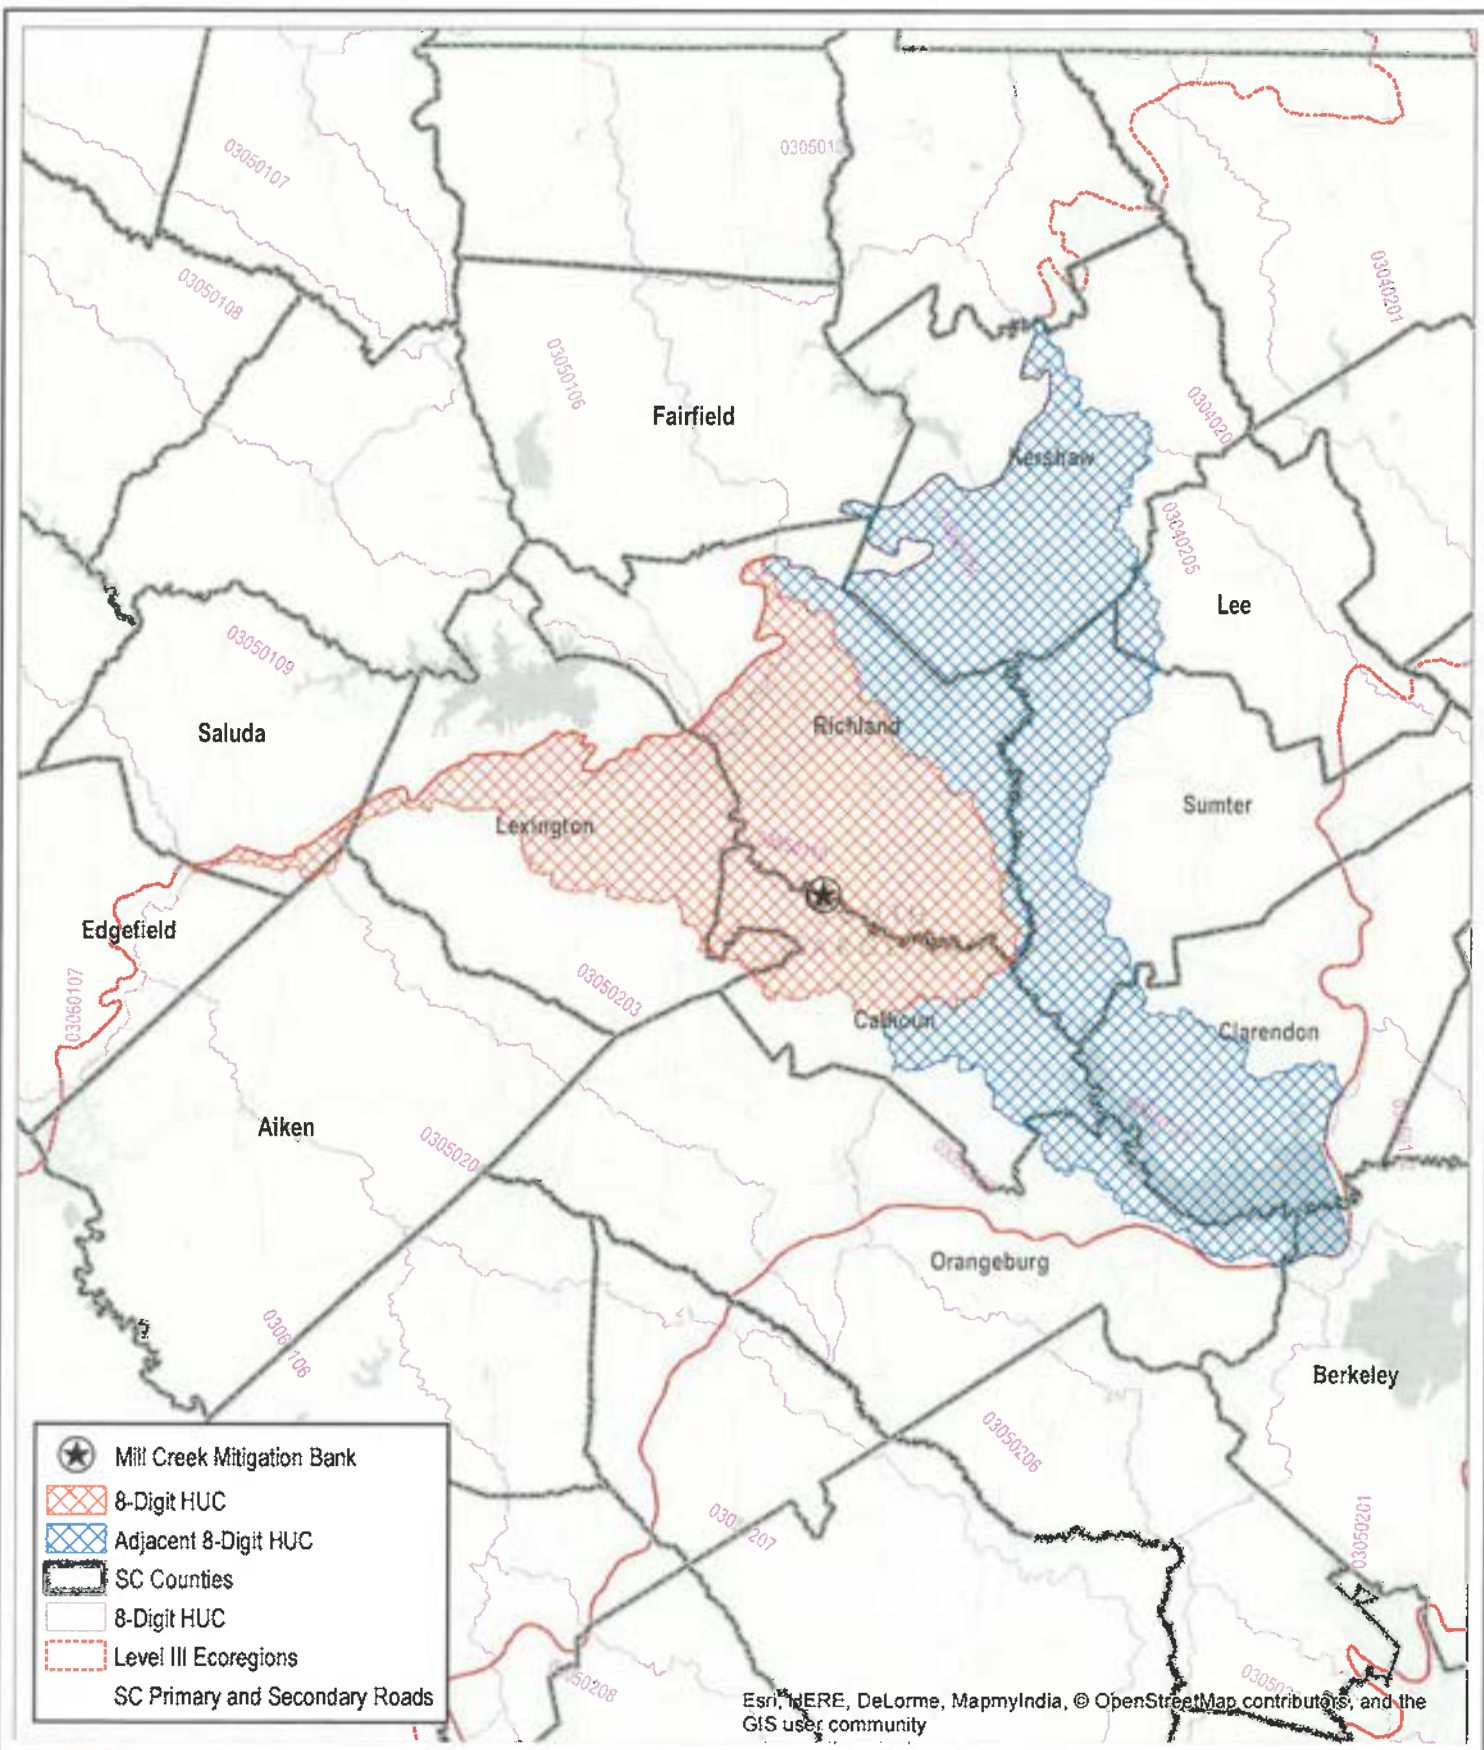 03050107
0305010
03050108
03040201
03050106
Fairfield
0304020
Kershaw
03040205
Lee
03050109
Saluda
Richland
Sumter
Lexington
Edgefield
03060107
03050203
Calhoun
Clarendon
Aiken
0305020
Orangeburg
Berkeley
03050206
03050201
Mill Creek Mitigation Bank
8-Digit HUC
Adjacent 8-Digit HUC
SC Counties
8-Digit HUC
Level III Ecoregions
SC Primary and Secondary Roads
Esri, HERE, DeLorme, MapmyIndia, © OpenStreetMap contributors, and the
GIS user community